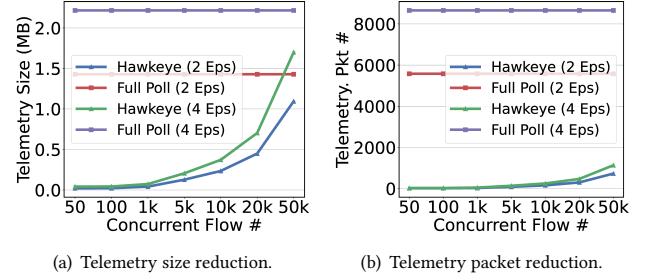 Telemetry Size (MB)
2.0
1.5
1.0
0.5
0.0
Hawkeye (2 Eps)
Full Poll (2 Eps)
Hawkeye (4 Eps)
Full Poll (4 Eps)
50 100 1k 5k 10k 20k 50k
Concurrent Flow #
(a) Telemetry size reduction.
Telemetry. Pkt #
8000
6000
4000
2000
0
Hawkeye (2 Eps)
Full Poll (2 Eps)
Hawkeye (4 Eps)
Full Poll (4 Eps)
50 100 1k 5k 10k 20k 50k
Concurrent Flow #
(b) Telemetry packet reduction.